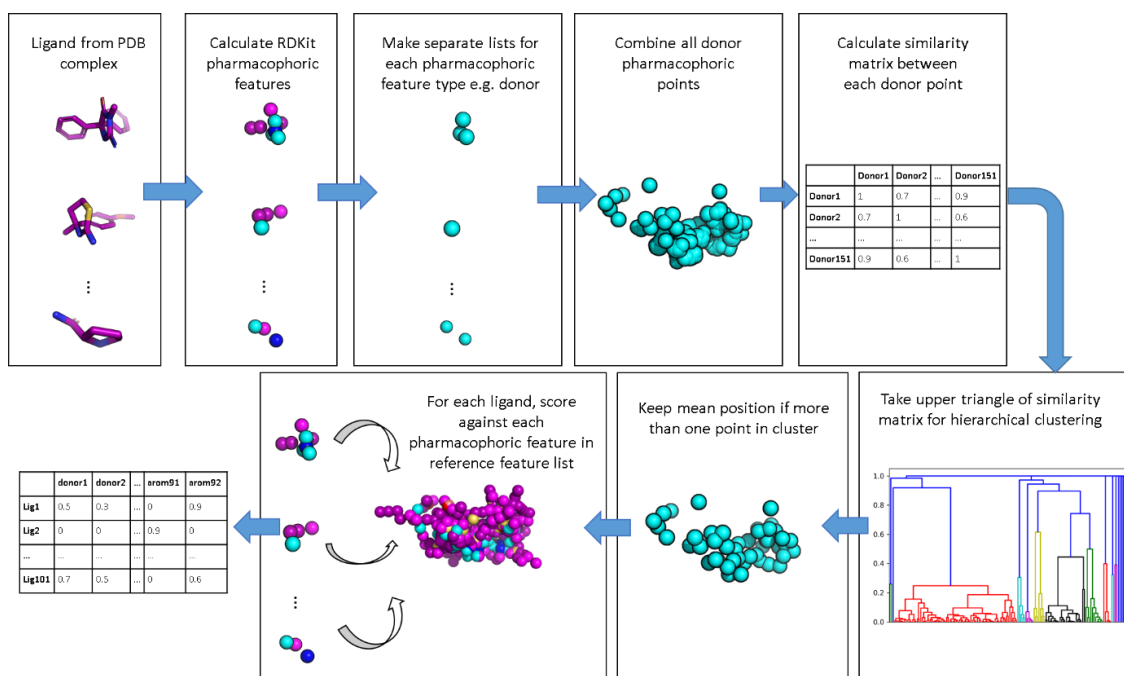 Ligand from PDB
complex
⋮
Calculate RDKit
pharmacophoric
features
⋮
Make separate lists for
each pharmacophoric
feature type e.g. donor
⋮
Combine all donor
pharmacophoric
points
Calculate similarity
matrix between
each donor point
Donor1 Donor2 ... Donor151
Donor1 1 0.7 ... 0.9
Donor2 0.7 1 ... 0.6
... ... ... ... ...
Donor151 0.9 0.6 ... 1
Take upper triangle of similarity
matrix for hierarchical clustering
1.0
0.8
0.6
0.4
0.2
0.0
Keep mean position if more
than one point in cluster
For each ligand, score
against each
pharmacophoric feature in
reference feature list
⋮
donor1 donor2 ... arom91 arom92
Lig1 0.5 0.3 ... 0 0.9
Lig2 0 0 ... 0.9 0
... ... ... ... ... ...
Lig101 0.7 0.5 ... 0 0.6